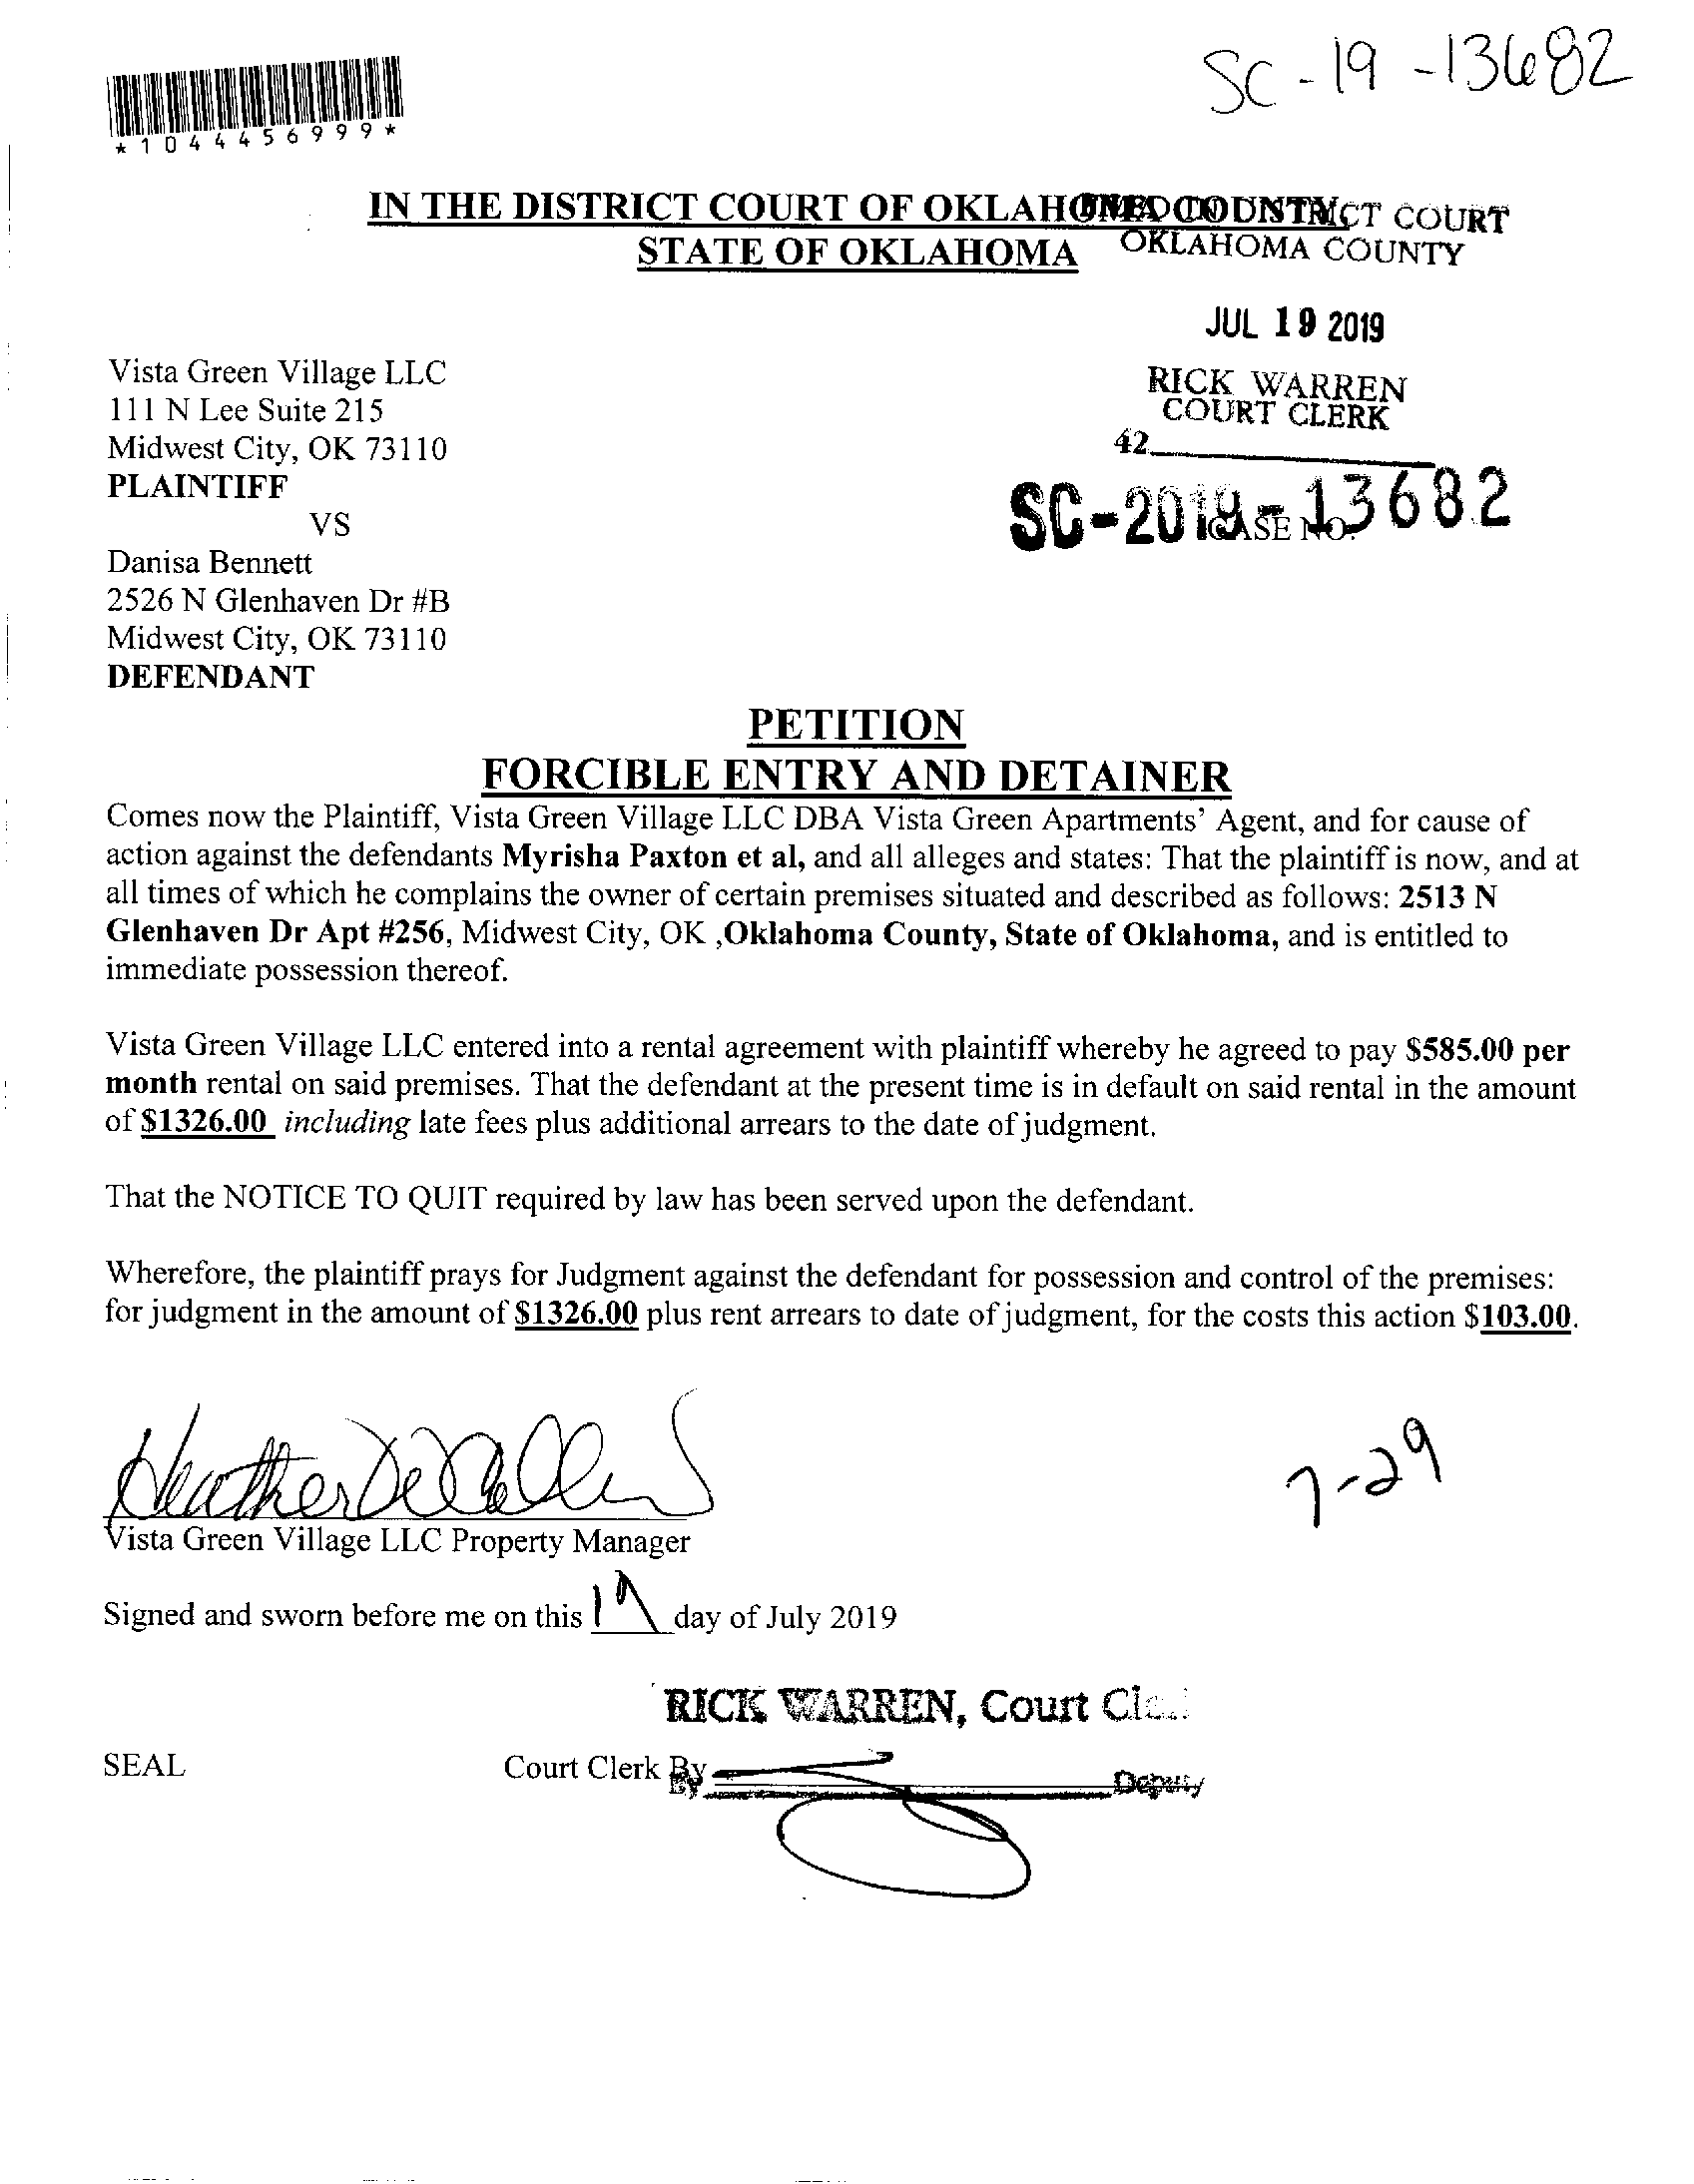 SC-19-13682
*1044456999*
IN THE DISTRICT COURT OF OKLAHOMA COUNTY
STATE OF OKLAHOMA
FILED IN DISTRICT COURT
OKLAHOMA COUNTY
JUL 19 2019
RICK WARREN
COURT CLERK
42
SC-2019-13682
CASE NO.
Vista Green Village LLC
111 N Lee Suite 215
Midwest City, OK 73110
PLAINTIFF
VS
Danisa Bennett
2526 N Glenhaven Dr #B
Midwest City, OK 73110
DEFENDANT
PETITION
FORCIBLE ENTRY AND DETAINER
Comes now the Plaintiff, Vista Green Village LLC DBA Vista Green Apartments' Agent, and for cause of
action against the defendants Myrisha Paxton et al, and all alleges and states: That the plaintiff is now, and at
all times of which he complains the owner of certain premises situated and described as follows: 2513 N
Glenhaven Dr Apt #256, Midwest City, OK ,Oklahoma County, State of Oklahoma, and is entitled to
immediate possession thereof.
Vista Green Village LLC entered into a rental agreement with plaintiff whereby he agreed to pay $585.00 per
month rental on said premises. That the defendant at the present time is in default on said rental in the amount
of $1326.00 including late fees plus additional arrears to the date of judgment.
That the NOTICE TO QUIT required by law has been served upon the defendant.
Wherefore, the plaintiff prays for Judgment against the defendant for possession and control of the premises:
for judgment in the amount of $1326.00 plus rent arrears to date of judgment, for the costs this action $103.00.
Heather
7-29
Vista Green Village LLC Property Manager
Signed and sworn before me on this 19 day of July 2019
RICK WARREN, Court Clerk
SEAL
Court Clerk By
By Deputy